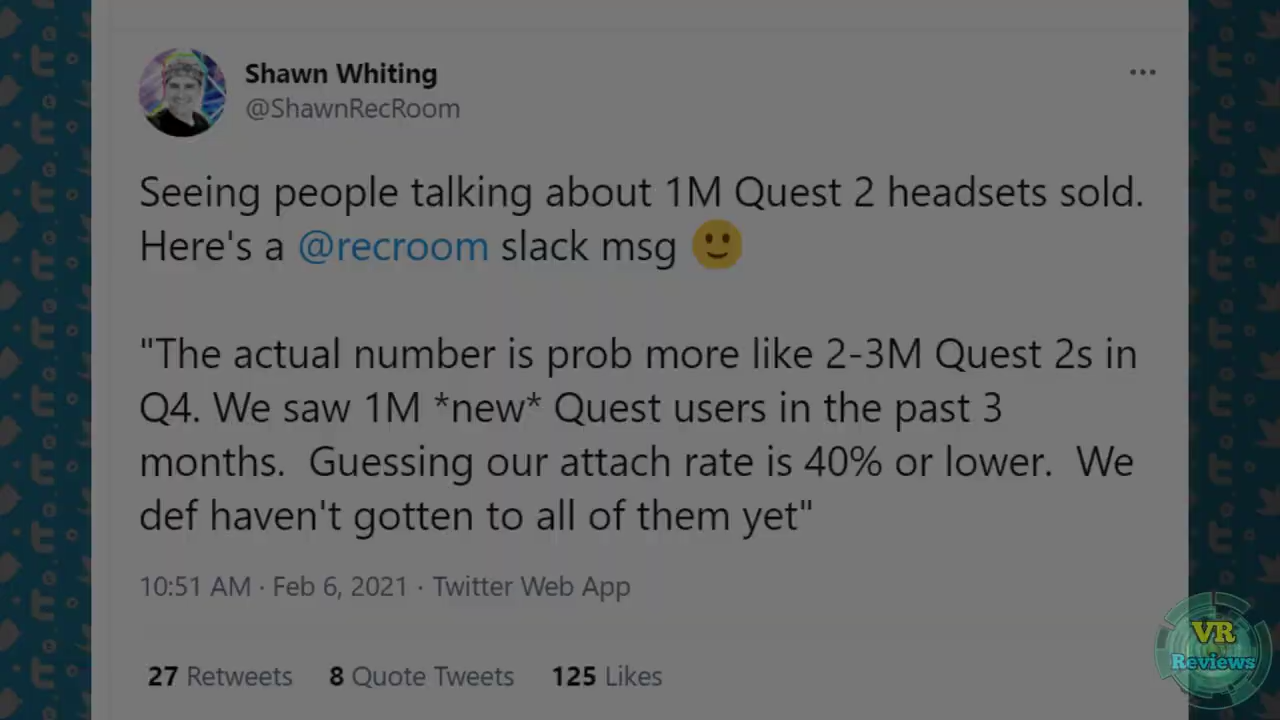 Shawn Whiting
@ShawnRecRoom
Seeing people talking about 1M Quest 2 headsets sold.
Here's a @recroom slack msg 🙂
"The actual number is prob more like 2-3M Quest 2s in
Q4. We saw 1M *new* Quest users in the past 3
months.  Guessing our attach rate is 40% or lower.  We
def haven't gotten to all of them yet"
10:51 AM · Feb 6, 2021 · Twitter Web App
27 Retweets 8 Quote Tweets 125 Likes
VR
Reviews